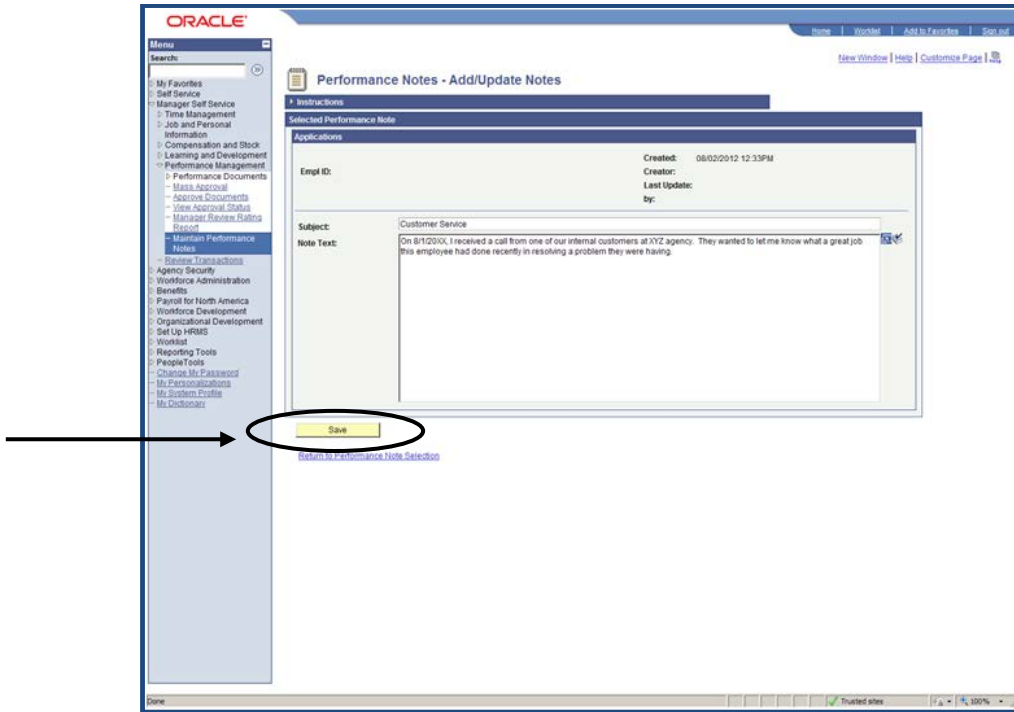 ORACLE'
Home | Worklist | Add to Favorites | Sign out
Menu
Search:
My Favorites
Self Service
Manager Self Service
Time Management
Job and Personal
Information
Compensation and Stock
Learning and Development
Performance Management
Performance Documents
Mass Approval
Approve Documents
View Approval Status
Manager Review Rating
Report
Maintain Performance
Notes
Review Transactions
Agency Security
Workforce Administration
Benefits
Payroll for North America
Workforce Development
Organizational Development
Set Up HRMS
Worklist
Reporting Tools
PeopleTools
Change My Password
My Personalizations
My System Profile
My Dictionary
New Window | Help | Customize Page |
Performance Notes - Add/Update Notes
Instructions
Selected Performance Note
Applications
Empl ID:
Created: 08/02/2012 12:33PM
Creator:
Last Update:
by:
Subject: Customer Service
Note Text: On 8/1/20XX, I received a call from one of our internal customers at XYZ agency. They wanted to let me know what a great job
this employee had done recently in resolving a problem they were having.
Save
Return to Performance Note Selection
Done
Trusted sites
100%